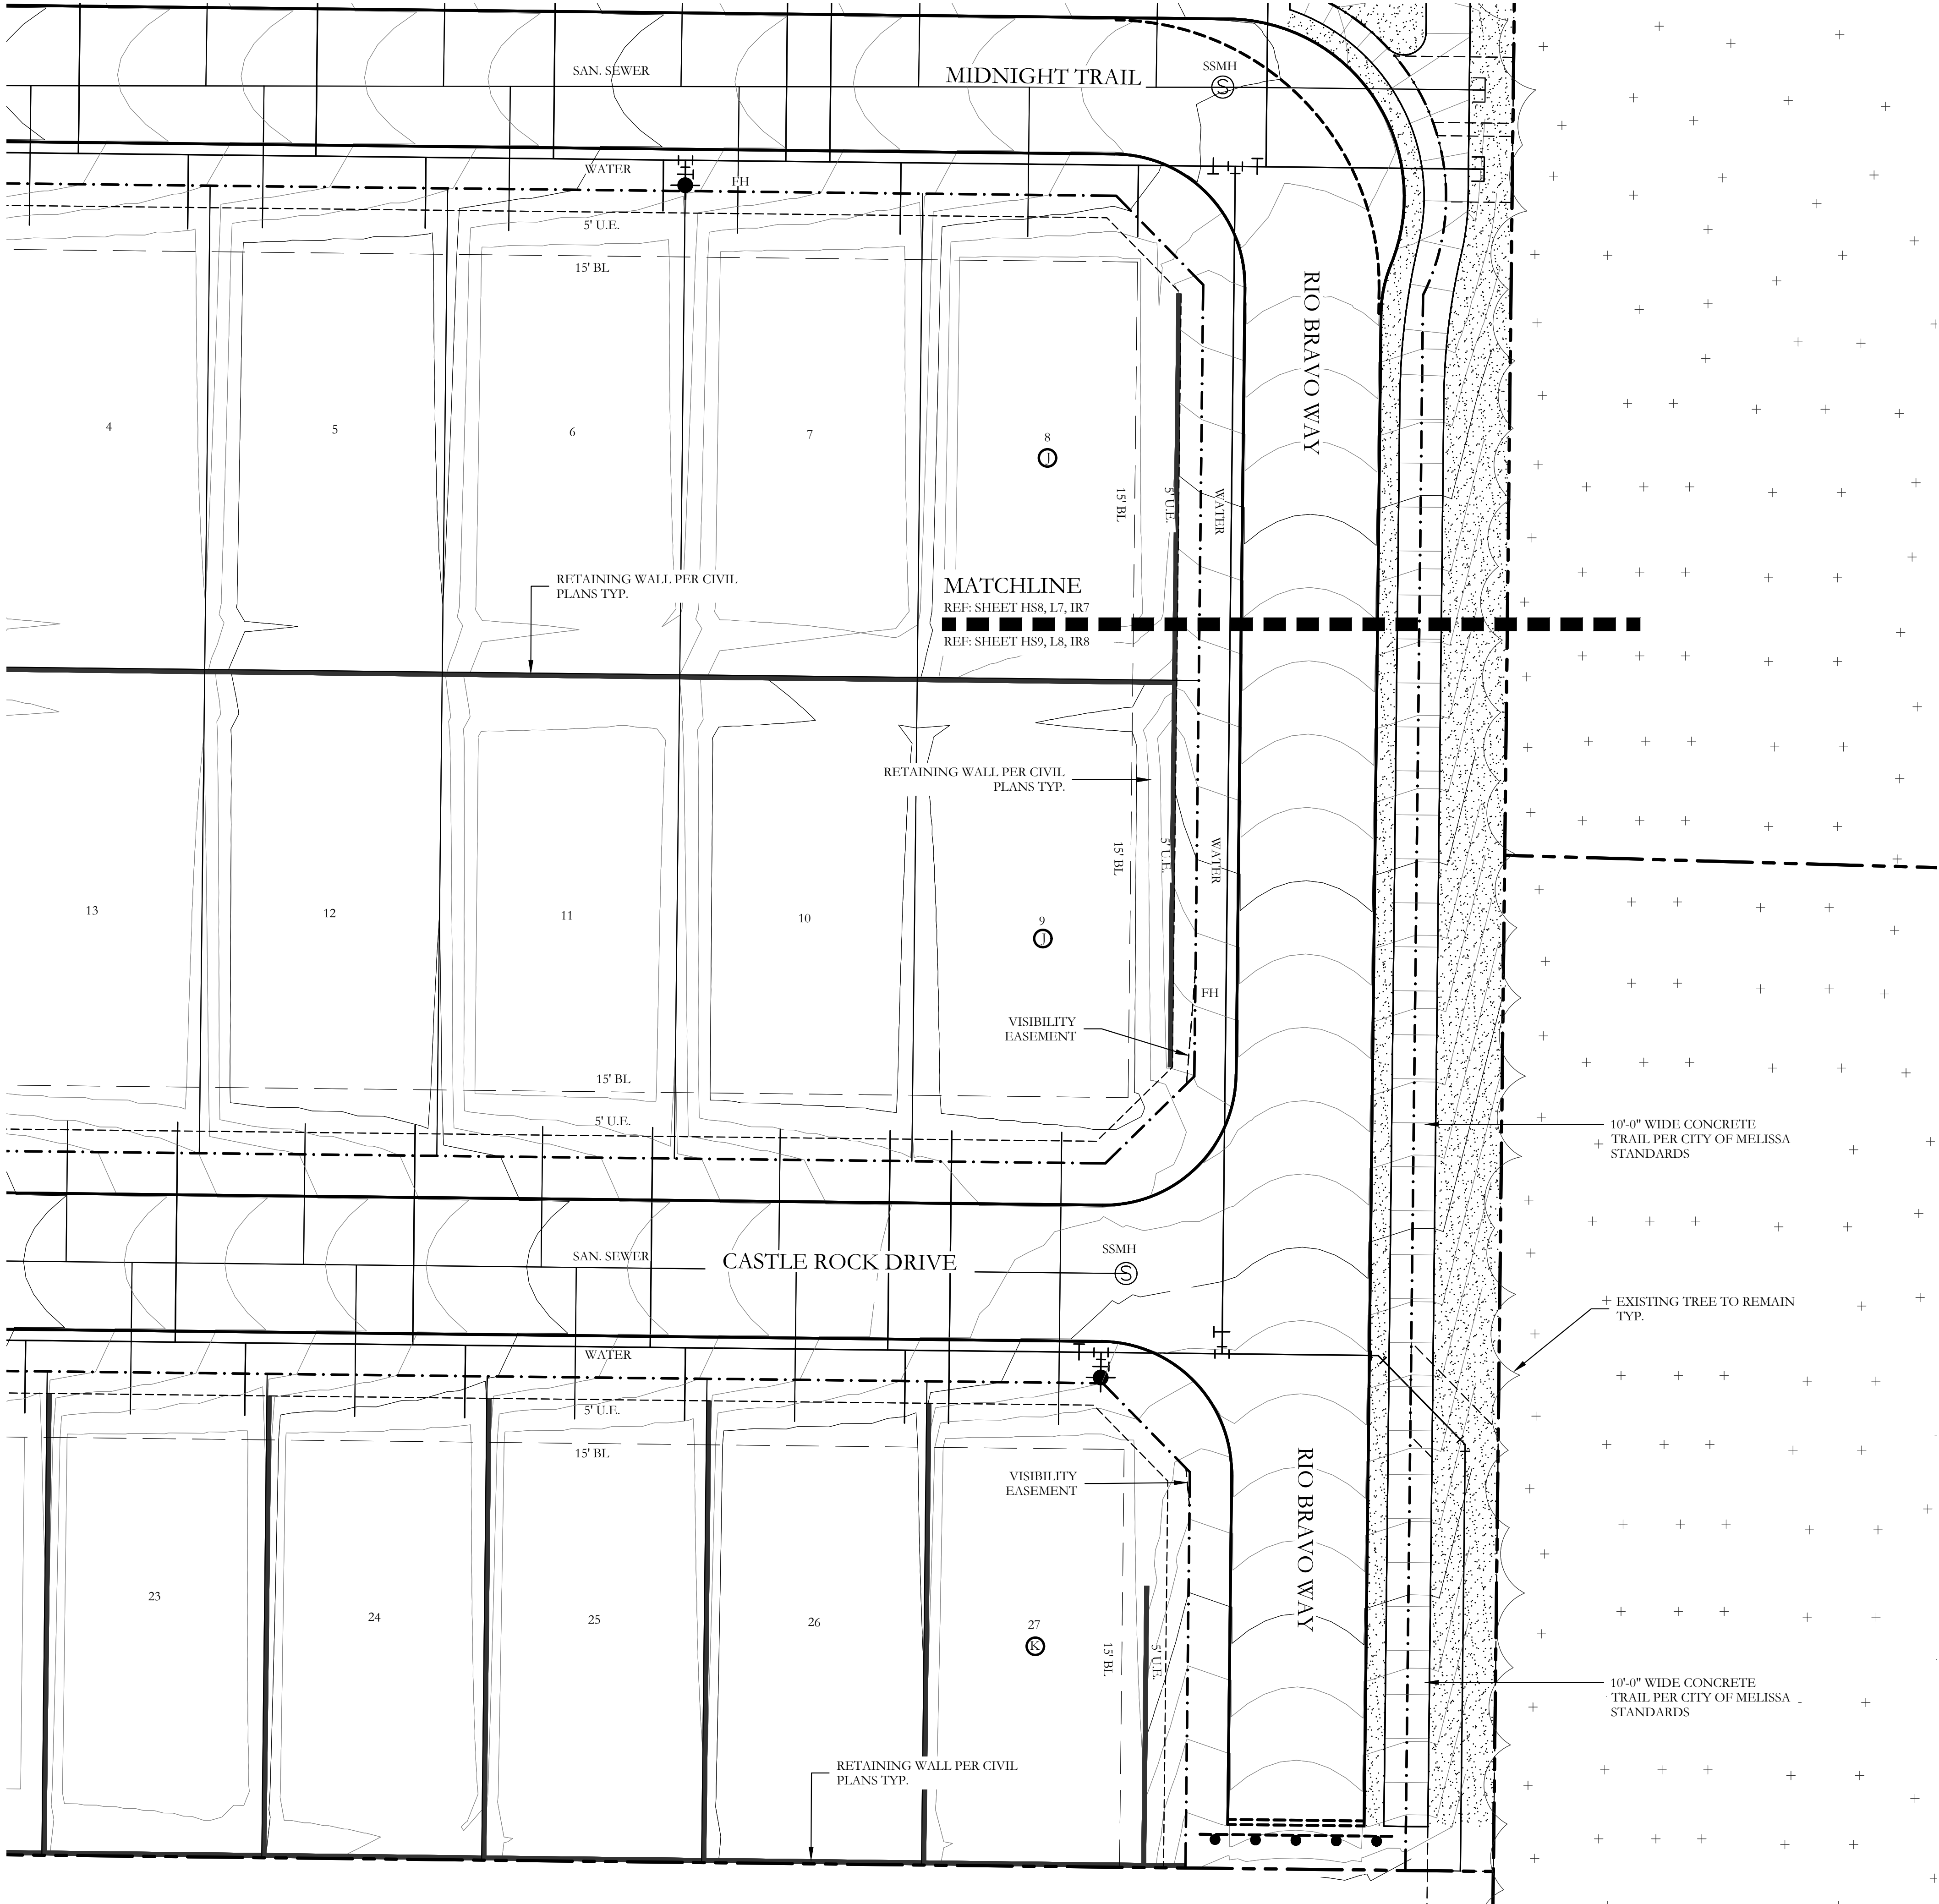 SAN. SEWER
MIDNIGHT TRAIL
SSMH
S
WATER
FH
5' U.E.
15' BL
RIO BRAVO WAY
4
5
6
7
8
J
15' BL
5' U.E.
WATER
RETAINING WALL PER CIVIL
PLANS TYP.
MATCHLINE
REF: SHEET HS8, L7, IR7
REF: SHEET HS9, L8, IR8
RETAINING WALL PER CIVIL
PLANS TYP.
15' BL
5' U.E.
WATER
13
12
11
10
9
J
FH
VISIBILITY
EASEMENT
15' BL
5' U.E.
10'-0" WIDE CONCRETE
TRAIL PER CITY OF MELISSA
STANDARDS
SAN. SEWER
CASTLE ROCK DRIVE
SSMH
S
EXISTING TREE TO REMAIN
TYP.
WATER
5' U.E.
15' BL
VISIBILITY
EASEMENT
RIO BRAVO WAY
23
24
25
26
27
K
15' BL
5' U.E.
10'-0" WIDE CONCRETE
TRAIL PER CITY OF MELISSA
STANDARDS
RETAINING WALL PER CIVIL
PLANS TYP.